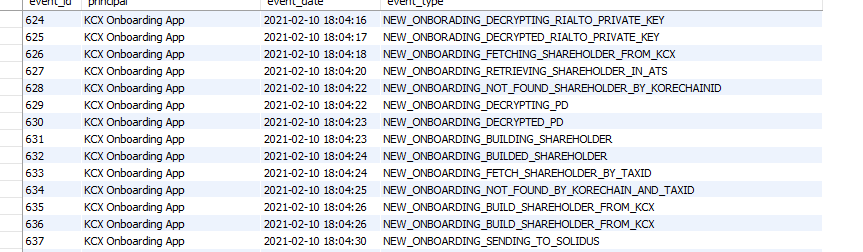 event_id principal event_date event_type
624 KCX Onboarding App 2021-02-10 18:04:16 NEW_ONBORADING_DECRYPTING_RIALTO_PRIVATE_KEY
625 KCX Onboarding App 2021-02-10 18:04:17 NEW_ONBOARDING_DECRYPTED_RIALTO_PRIVATE_KEY
626 KCX Onboarding App 2021-02-10 18:04:18 NEW_ONBOARDING_FETCHING_SHAREHOLDER_FROM_KCX
627 KCX Onboarding App 2021-02-10 18:04:20 NEW_ONBOARDING_RETRIEVING_SHAREHOLDER_IN_ATS
628 KCX Onboarding App 2021-02-10 18:04:22 NEW_ONBOARDING_NOT_FOUND_SHAREHOLDER_BY_KORECHAINID
629 KCX Onboarding App 2021-02-10 18:04:22 NEW_ONBOARDING_DECRYPTING_PD
630 KCX Onboarding App 2021-02-10 18:04:23 NEW_ONBOARDING_DECRYPTED_PD
631 KCX Onboarding App 2021-02-10 18:04:23 NEW_ONBOARDING_BUILDING_SHAREHOLDER
632 KCX Onboarding App 2021-02-10 18:04:24 NEW_ONBOARDING_BUILDED_SHAREHOLDER
633 KCX Onboarding App 2021-02-10 18:04:24 NEW_ONBOARDING_FETCH_SHAREHOLDER_BY_TAXID
634 KCX Onboarding App 2021-02-10 18:04:25 NEW_ONBOARDING_NOT_FOUND_BY_KORECHAIN_AND_TAXID
635 KCX Onboarding App 2021-02-10 18:04:26 NEW_ONBOARDING_BUILD_SHAREHOLDER_FROM_KCX
636 KCX Onboarding App 2021-02-10 18:04:26 NEW_ONBOARDING_BUILD_SHAREHOLDER_FROM_KCX
637 KCX Onboarding App 2021-02-10 18:04:30 NEW_ONBOARDING_SENDING_TO_SOLIDUS